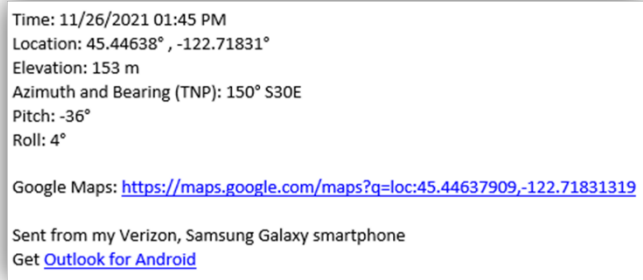 Time: 11/26/2021 01:45 PM
Location: 45.44638° , -122.71831°
Elevation: 153 m
Azimuth and Bearing (TNP): 150° S30E
Pitch: -36°
Roll: 4°
Google Maps: https://maps.google.com/maps?q=loc:45.44637909,-122.71831319
Sent from my Verizon, Samsung Galaxy smartphone
Get Outlook for Android